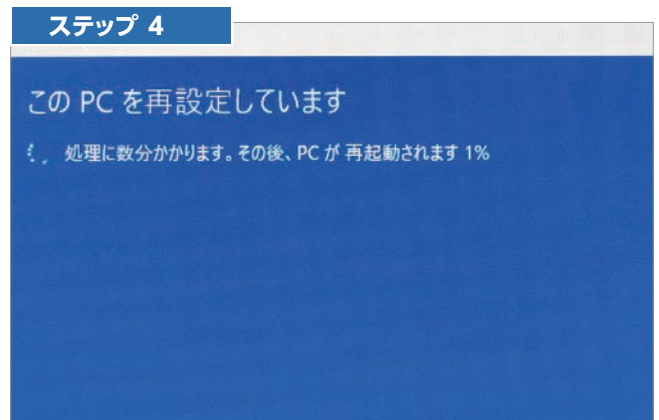 ステップ 4
この PC を再設定しています
処理に数分かかります。その後、PC が 再起動されます 1%